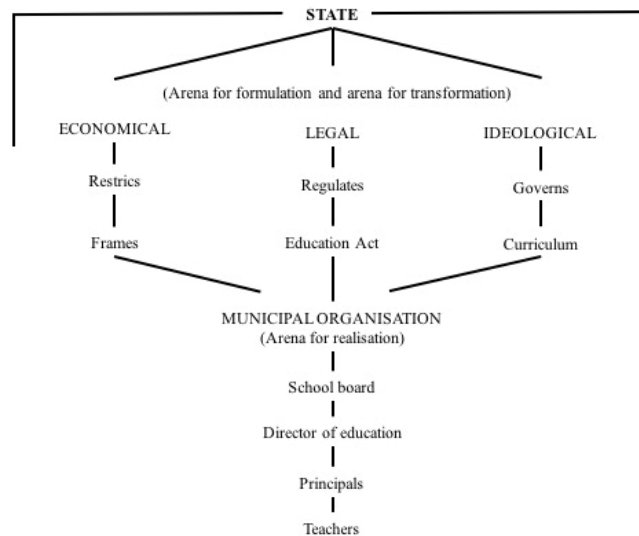 STATE
(Arena for formulation and arena for transformation)
ECONOMICAL LEGAL IDEOLOGICAL
Restrics Regulates Governs
Frames Education Act Curriculum
MUNICIPAL ORGANISATION
(Arena for realisation)
School board
Director of education
Principals
Teachers